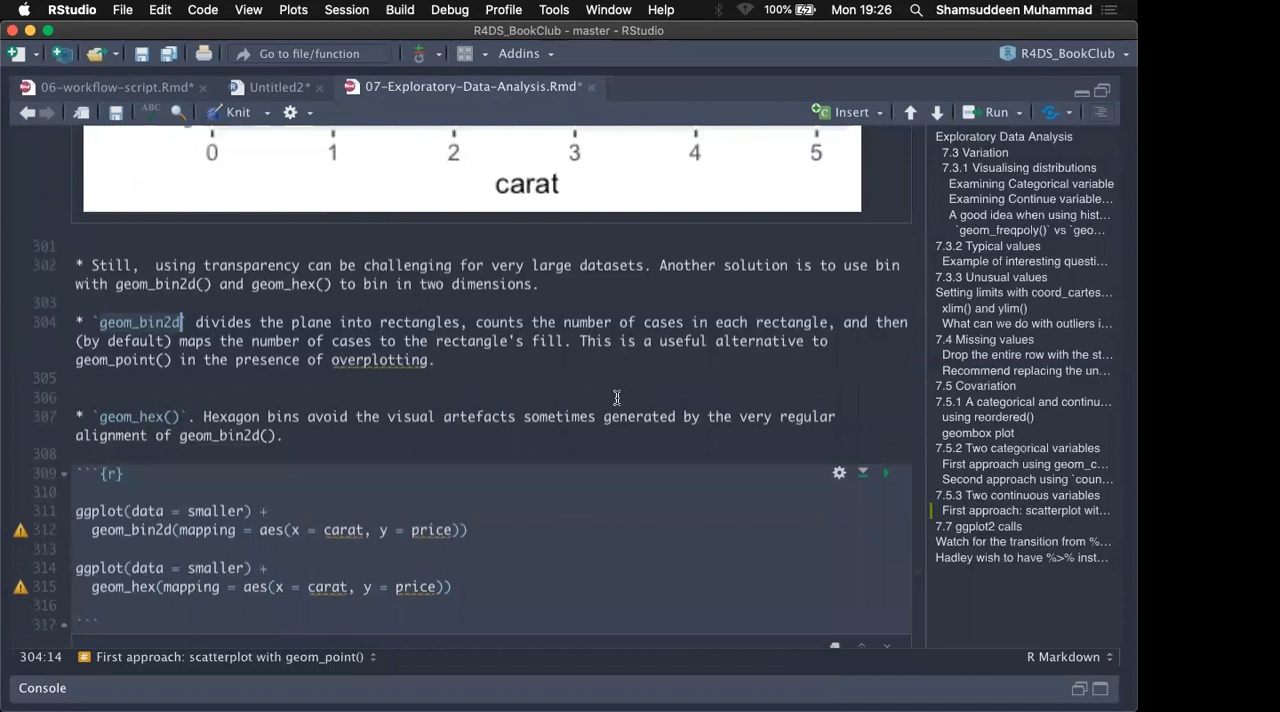 RStudio File Edit Code View Plots Session Build Debug Profile Tools Window Help 100% Mon 19:26 Shamsuddeen Muhammad
R4DS_BookClub - master - RStudio
Go to file/function Addins R4DS_BookClub
06-workflow-script.Rmd* Untitled2* 07-Exploratory-Data-Analysis.Rmd*
ABC Knit Insert Run
0 1 2 3 4 5
carat
301
302 * Still, using transparency can be challenging for very large datasets. Another solution is to use bin
with geom_bin2d() and geom_hex() to bin in two dimensions.
303
304 * `geom_bin2d` divides the plane into rectangles, counts the number of cases in each rectangle, and then
(by default) maps the number of cases to the rectangle's fill. This is a useful alternative to
geom_point() in the presence of overplotting.
305
306
307 * `geom_hex()`. Hexagon bins avoid the visual artefacts sometimes generated by the very regular
alignment of geom_bin2d().
308
309 ```{r}
310
311 ggplot(data = smaller) +
312 geom_bin2d(mapping = aes(x = carat, y = price))
313
314 ggplot(data = smaller) +
315 geom_hex(mapping = aes(x = carat, y = price))
316
317 ```
Exploratory Data Analysis
7.3 Variation
7.3.1 Visualising distributions
Examining Categorical variable
Examining Continue variable...
A good idea when using hist...
`geom_freqpoly()` vs `geo...
7.3.2 Typical values
Example of interesting questi...
7.3.3 Unusual values
Setting limits with coord_cartes...
xlim() and ylim()
What can we do with outliers i...
7.4 Missing values
Drop the entire row with the st...
Recommend replacing the un...
7.5 Covariation
7.5.1 A categorical and continu...
using reordered()
geombox plot
7.5.2 Two categorical variables
First approach using geom_c...
Second approach using `coun...
7.5.3 Two continuous variables
First approach: scatterplot wit...
7.7 ggplot2 calls
Watch for the transition from %...
Hadley wish to have %>% inst...
304:14 First approach: scatterplot with geom_point() R Markdown
Console